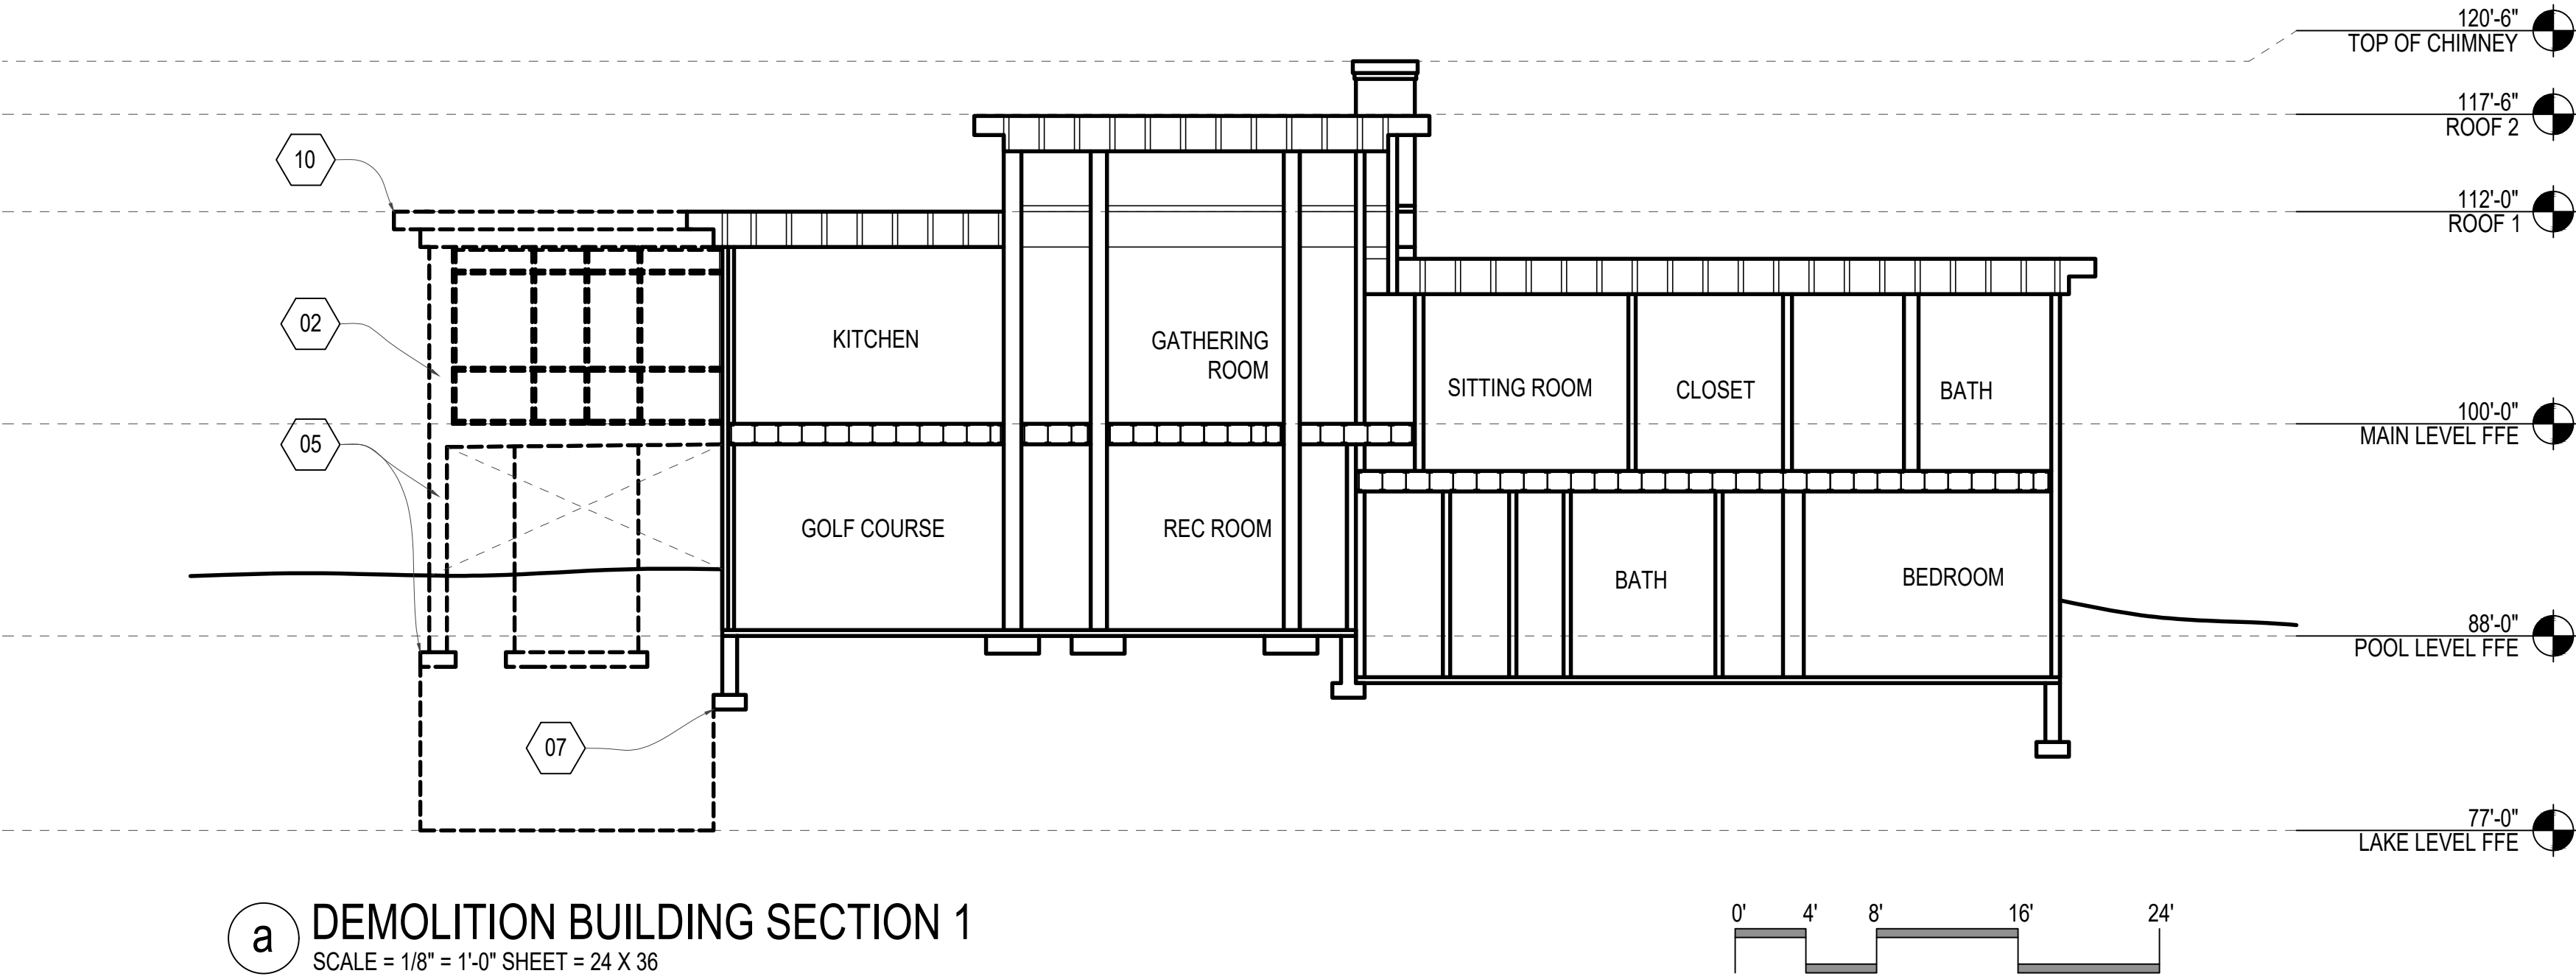 120'-6"
TOP OF CHIMNEY
117'-6"
ROOF 2
10
112'-0"
ROOF 1
02
KITCHEN
GATHERING
ROOM
SITTING ROOM
CLOSET
BATH
100'-0"
MAIN LEVEL FFE
05
GOLF COURSE
REC ROOM
BATH
BEDROOM
88'-0"
POOL LEVEL FFE
07
77'-0"
LAKE LEVEL FFE
a
DEMOLITION BUILDING SECTION 1
SCALE = 1/8" = 1'-0" SHEET = 24 X 36
0' 4' 8' 16' 24'